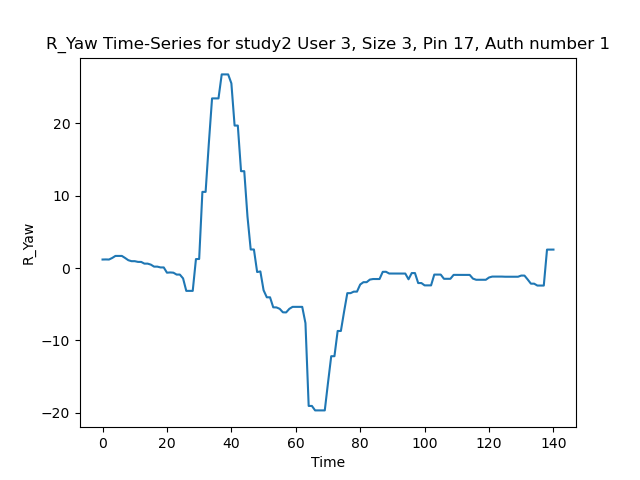 R_Yaw Time-Series for study2 User 3, Size 3, Pin 17, Auth number 1
R_Yaw
20
10
0
−10
−20
0 20 40 60 80 100 120 140
Time